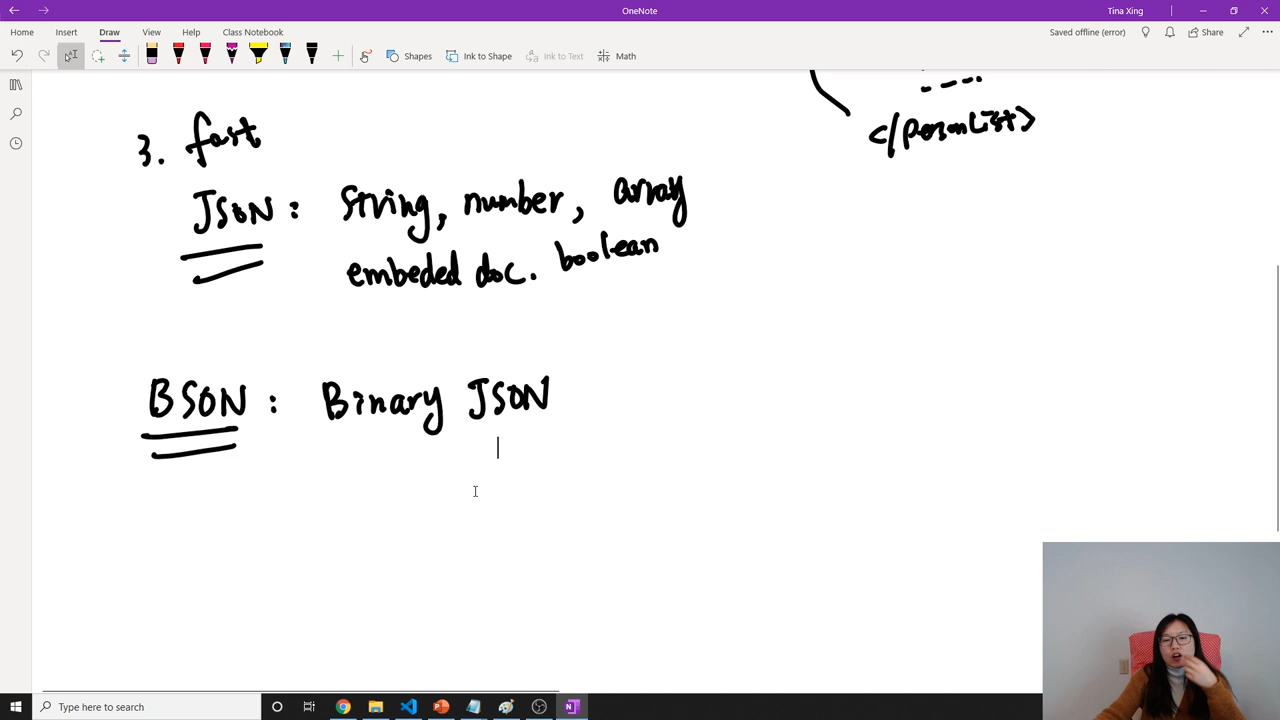 OneNote
Tina Xing
Home Insert Draw View Help Class Notebook
Saved offline (error) Share
Shapes Ink to Shape Ink to Text Math
</personList>
3. fast
JSON: string, number, array
embeded doc. boolean
BSON: Binary JSON
Type here to search